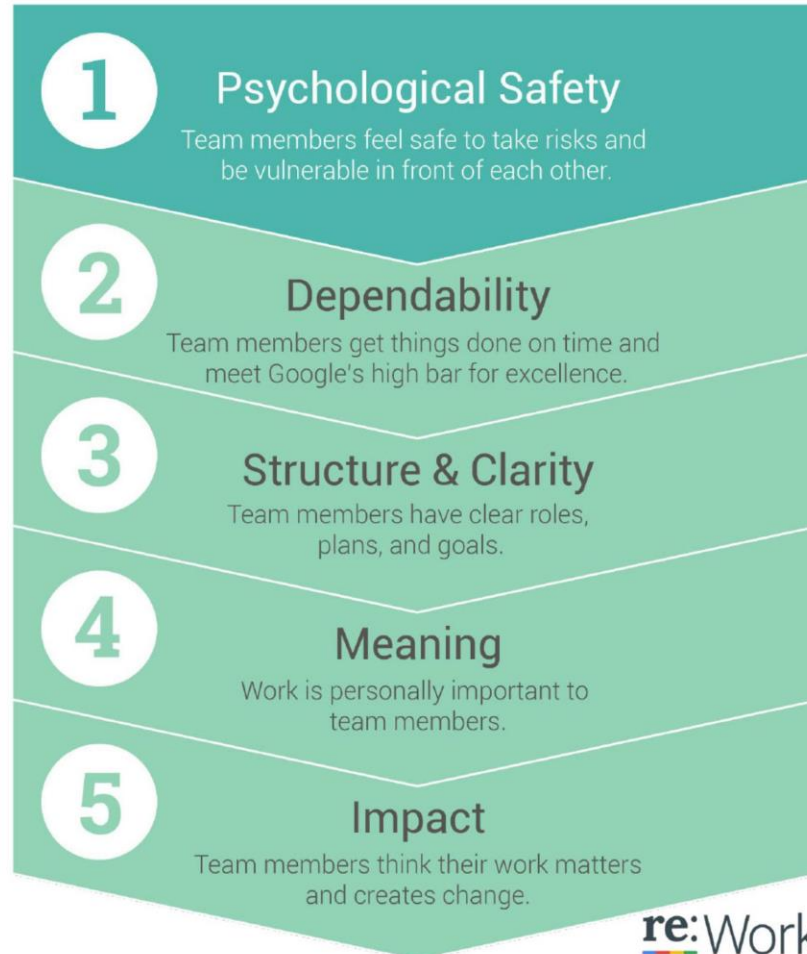 1
Psychological Safety
Team members feel safe to take risks and
be vulnerable in front of each other.
2
Dependability
Team members get things done on time and
meet Google's high bar for excellence.
3
Structure & Clarity
Team members have clear roles,
plans, and goals.
4
Meaning
Work is personally important to
team members.
5
Impact
Team members think their work matters
and creates change.
re:Work